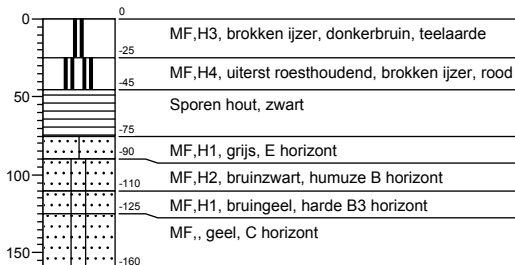 0
0
MF,H3, brokken ijzer, donkerbruin, teelaarde
-25
MF,H4, uiterst roesthoudend, brokken ijzer, rood
-45
50
Sporen hout, zwart
-75
MF,H1, grijs, E horizont
-90
100
MF,H2, bruinzwart, humuze B horizont
-110
MF,H1, bruingeel, harde B3 horizont
-125
MF,, geel, C horizont
150
-160